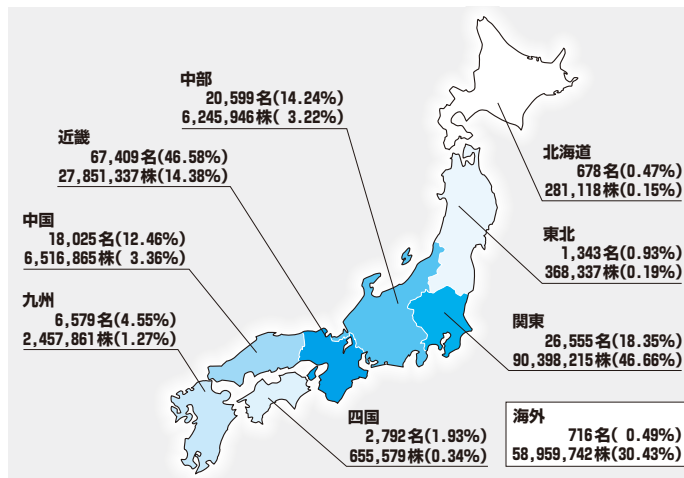 中部
20,599名(14.24%)
6,245,946株( 3.22%)
近畿
67,409名(46.58%)
27,851,337株(14.38%)
中国
18,025名(12.46%)
6,516,865株( 3.36%)
九州
6,579名(4.55%)
2,457,861株(1.27%)
北海道
678名(0.47%)
281,118株(0.15%)
東北
1,343名(0.93%)
368,337株(0.19%)
関東
26,555名(18.35%)
90,398,215株(46.66%)
四国
2,792名(1.93%)
655,579株(0.34%)
海外
716名( 0.49%)
58,959,742株(30.43%)